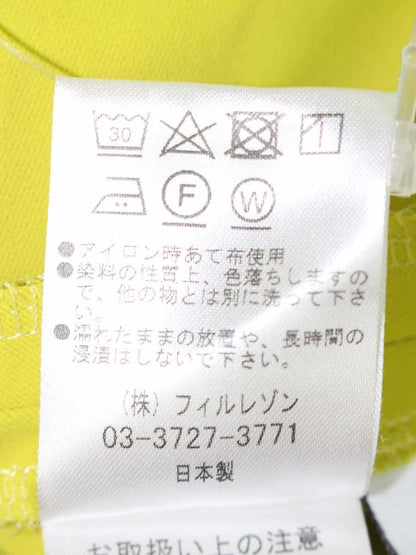 30
F W
●アイロン時あて布使用
●染料の性質上、色落ちしますの
で、他の物とは別に洗って下さ
い。
●濡れたままの放置や、長時間の
浸漬はしないで下さい。
(株)フィルレゾン
03-3727-3771
日本製
お取扱い上の注意